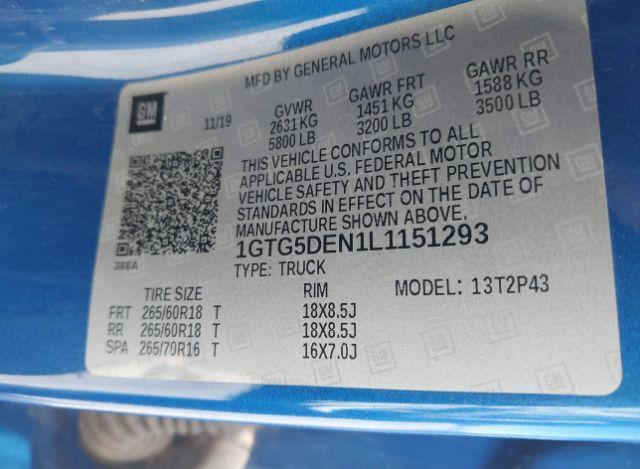 MFD BY GENERAL MOTORS LLC
GM
11/19
GVWR GAWR FRT GAWR RR
2631 KG 1451 KG 1588 KG
5800 LB 3200 LB 3500 LB
THIS VEHICLE CONFORMS TO ALL
APPLICABLE U.S. FEDERAL MOTOR
VEHICLE SAFETY AND THEFT PREVENTION
STANDARDS IN EFFECT ON THE DATE OF
MANUFACTURE SHOWN ABOVE.
388A
1GTG5DEN1L1151293
TYPE: TRUCK MODEL: 13T2P43
TIRE SIZE RIM
FRT 265/60R18 T 18X8.5J
RR 265/60R18 T 18X8.5J
SPA 265/70R16 T 16X7.0J